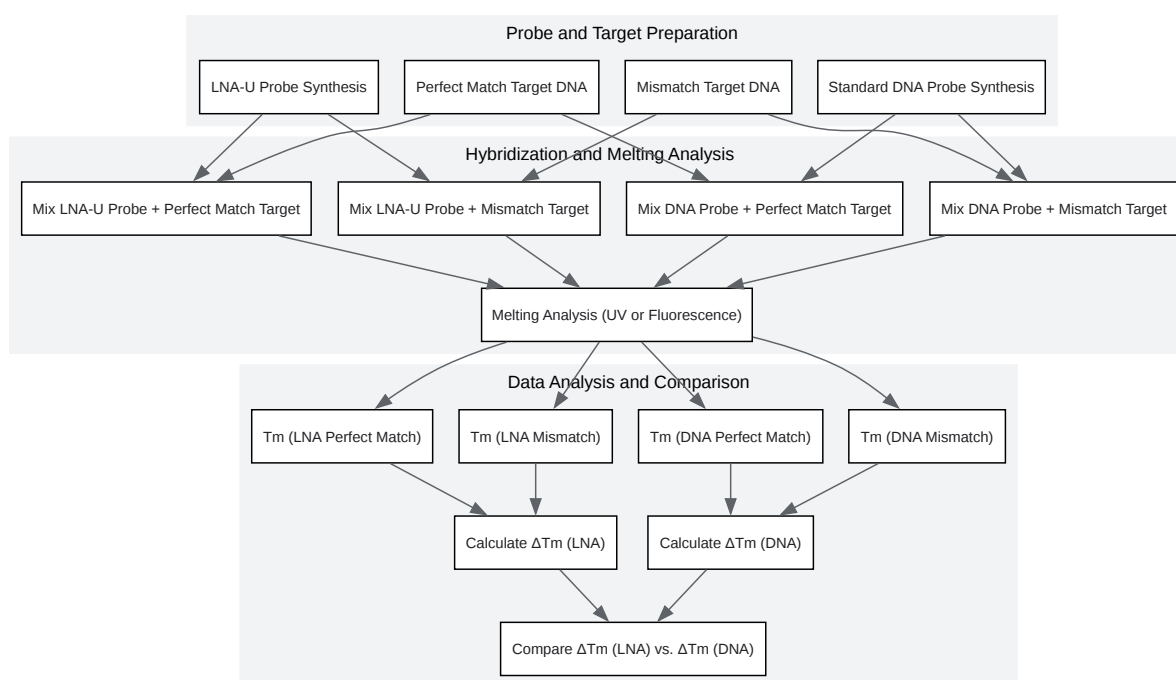 Probe and Target Preparation
LNA-U Probe Synthesis
Perfect Match Target DNA
Mismatch Target DNA
Standard DNA Probe Synthesis
Hybridization and Melting Analysis
Mix LNA-U Probe + Perfect Match Target
Mix LNA-U Probe + Mismatch Target
Mix DNA Probe + Perfect Match Target
Mix DNA Probe + Mismatch Target
Melting Analysis (UV or Fluorescence)
Data Analysis and Comparison
Tm (LNA Perfect Match)
Tm (LNA Mismatch)
Tm (DNA Perfect Match)
Tm (DNA Mismatch)
Calculate ΔTm (LNA)
Calculate ΔTm (DNA)
Compare ΔTm (LNA) vs. ΔTm (DNA)